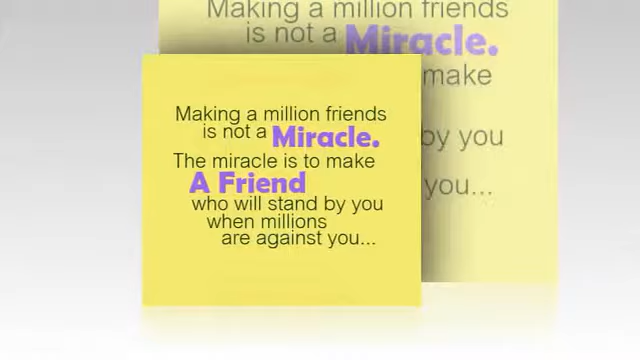 Making a million friends
is not a Miracle.
make
by you
you...
Making a million friends
is not a Miracle.
The miracle is to make
A Friend
who will stand by you
when millions
are against you...